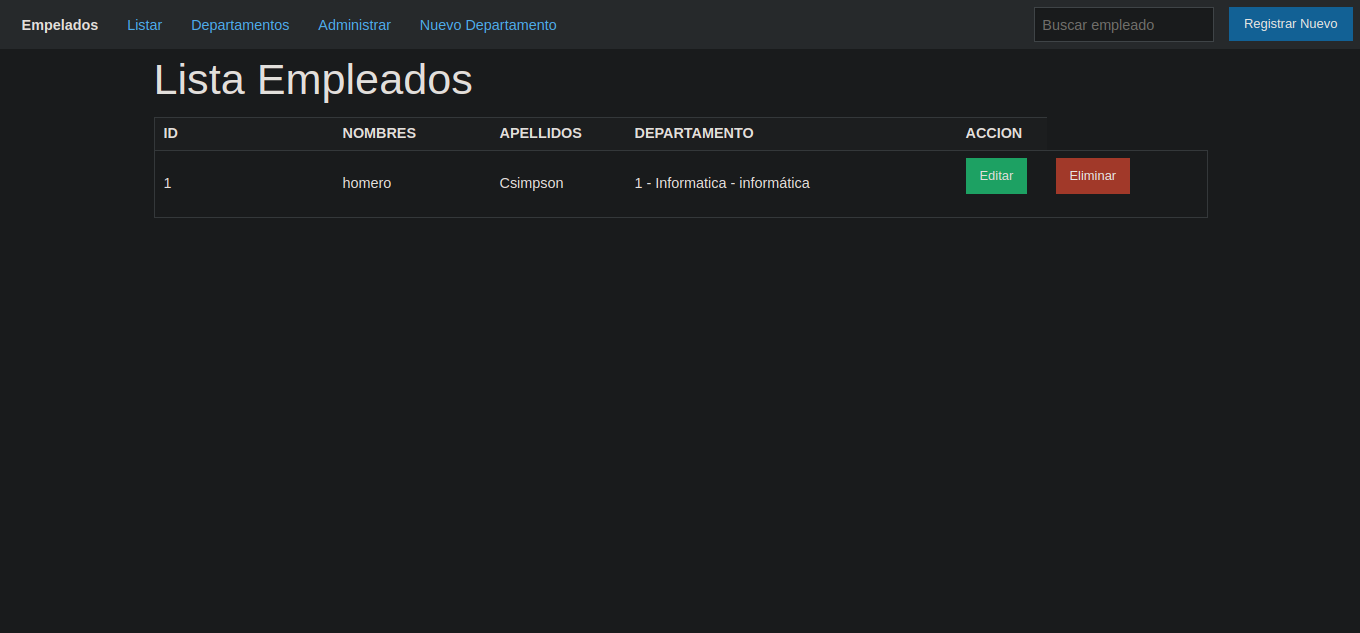 Empelados Listar Departamentos Administrar Nuevo Departamento Buscar empleado Registrar Nuevo
Lista Empleados
ID NOMBRES APELLIDOS DEPARTAMENTO ACCION
1 homero Csimpson 1 - Informatica - informática Editar Eliminar